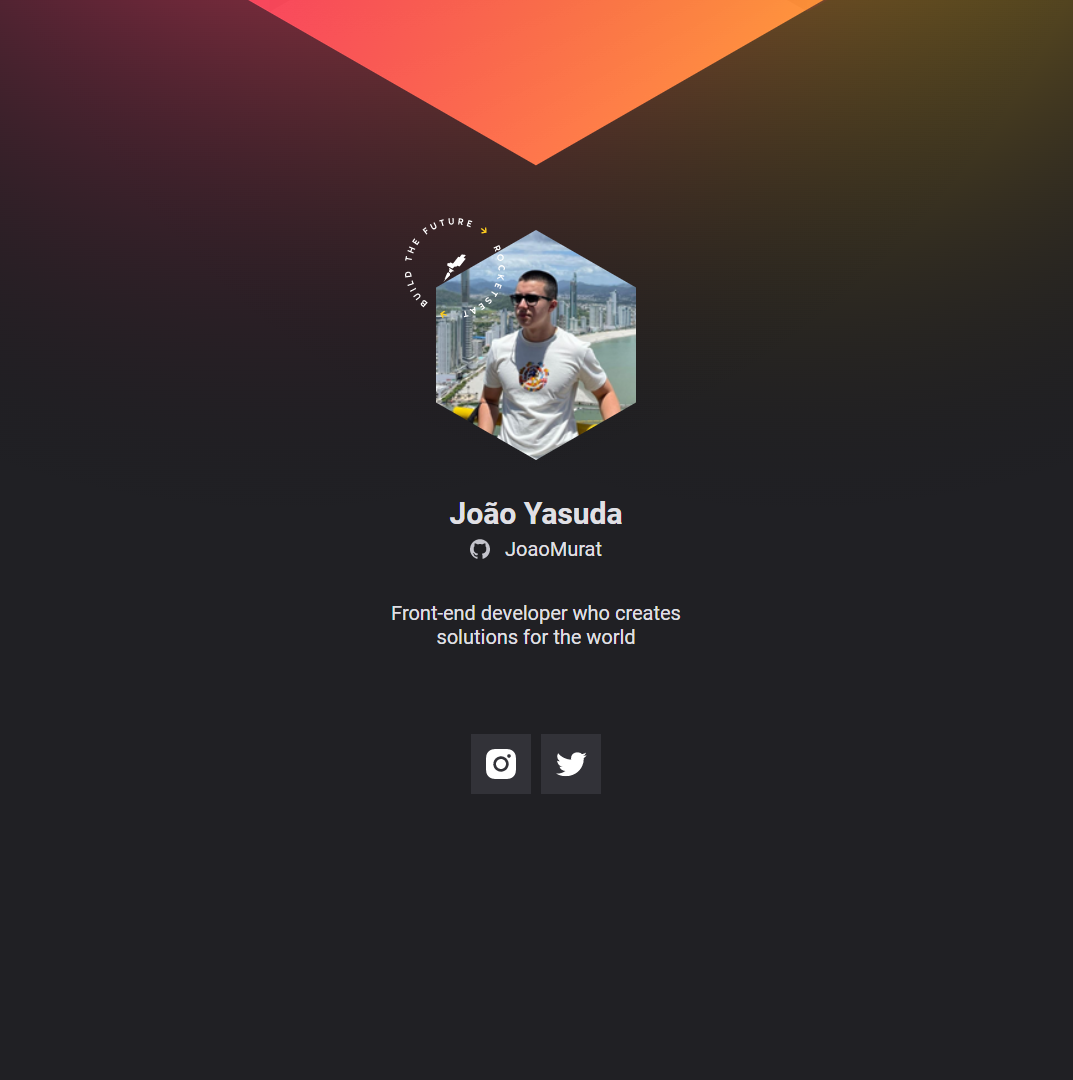 BUILD THE FUTURE → ROCKETSEAT →
João Yasuda
JoaoMurat
Front-end developer who creates
solutions for the world